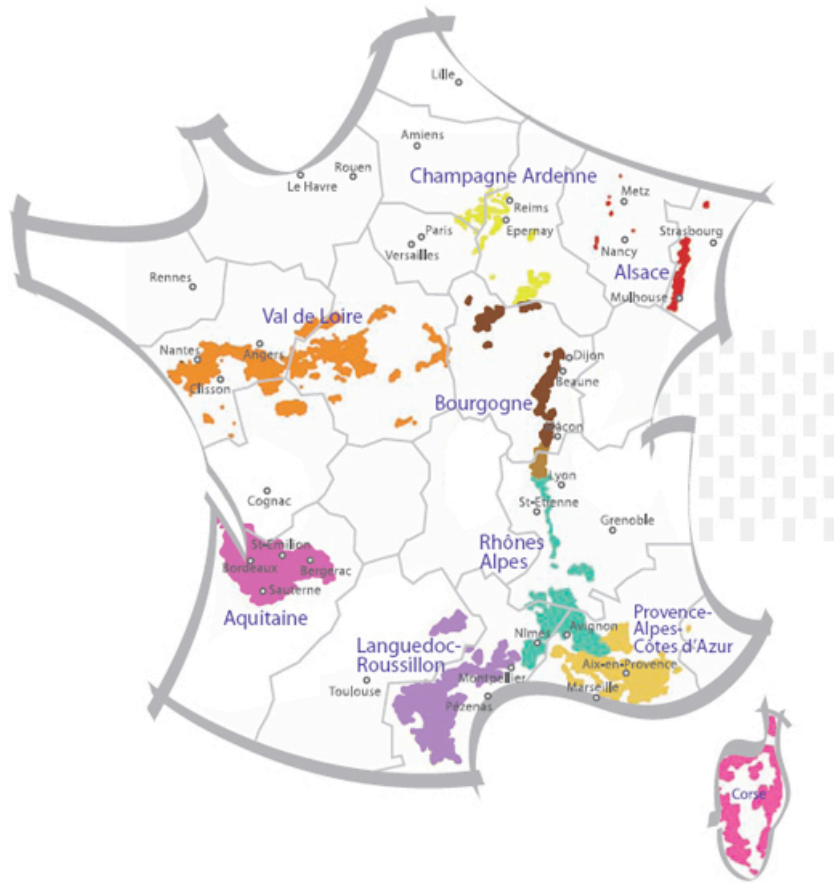 Lille
Amiens
Rouen
Le Havre
Champagne Ardenne
Reims
Epernay
Metz
Paris
Versailles
Nancy
Strasbourg
Alsace
Mulhouse
Rennes
Val de Loire
Nantes
Angers
Clisson
Dijon
Beaune
Bourgogne
Mâcon
Lyon
St-Etienne
Cognac
Grenoble
Rhônes
Alpes
St-Emilion
Bordeaux
Bergerac
Sauterne
Aquitaine
Provence-
Alpes-
Côtes d'Azur
Nîmes
Avignon
Languedoc-
Roussillon
Aix-en-Provence
Montpellier
Marseille
Toulouse
Pézenas
Corse